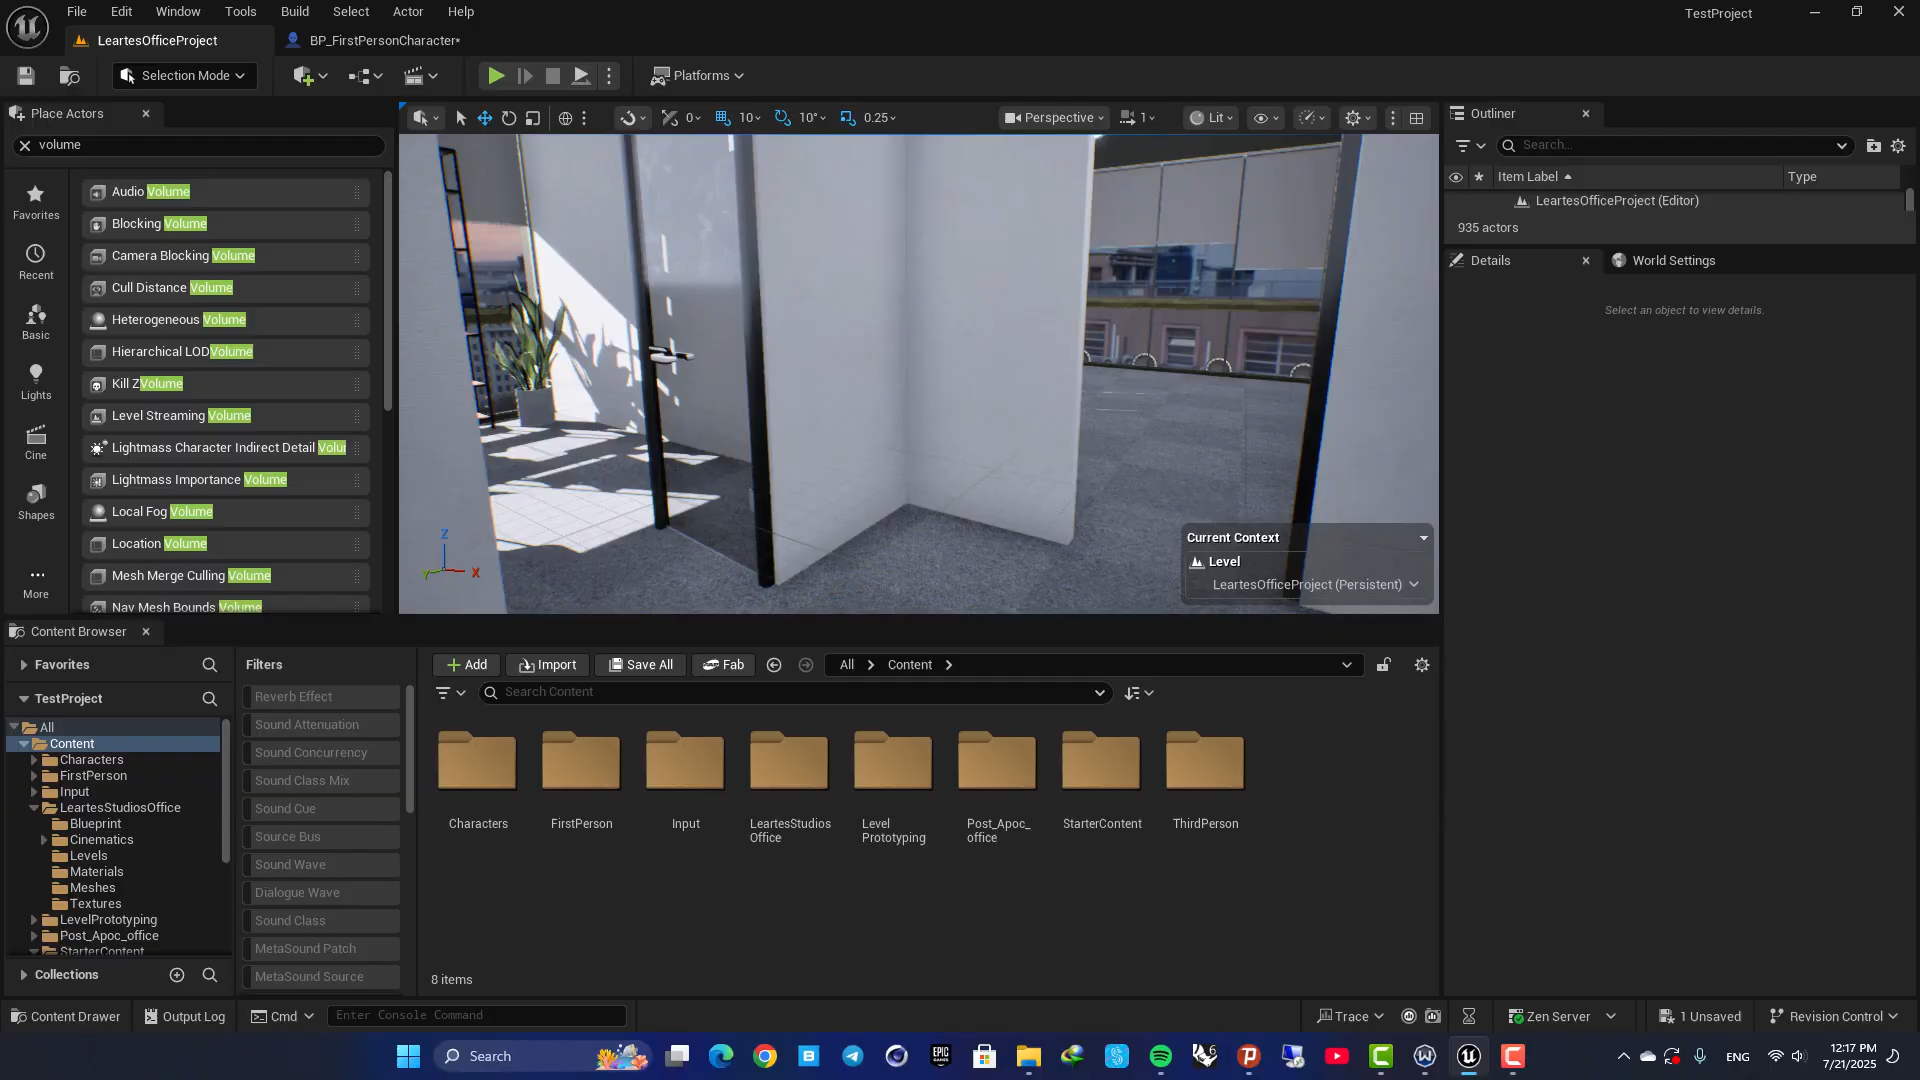 File Edit Window Tools Build Select Actor Help
TestProject
LeartesOfficeProject
BP_FirstPersonCharacter*
Selection Mode
Platforms
Place Actors
volume
Favorites
Recent
Basic
Lights
Cine
Shapes
More
Audio Volume
Blocking Volume
Camera Blocking Volume
Cull Distance Volume
Heterogeneous Volume
Hierarchical LODVolume
Kill ZVolume
Level Streaming Volume
Lightmass Character Indirect Detail Volu
Lightmass Importance Volume
Local Fog Volume
Location Volume
Mesh Merge Culling Volume
Nav Mesh Bounds Volume
0 10 10° 0.25
Perspective 1 Lit
Z
X
Current Context
Level
LeartesOfficeProject (Persistent)
Outliner
Search...
Item Label Type
LeartesOfficeProject (Editor)
935 actors
Details
World Settings
Select an object to view details.
Content Browser
Favorites
TestProject
All
Content
Characters
FirstPerson
Input
LeartesStudiosOffice
Blueprint
Cinematics
Levels
Materials
Meshes
Textures
LevelPrototyping
Post_Apoc_office
StarterContent
Collections
Filters
Reverb Effect
Sound Attenuation
Sound Concurrency
Sound Class Mix
Sound Cue
Source Bus
Sound Wave
Dialogue Wave
Sound Class
MetaSound Patch
MetaSound Source
Add Import Save All Fab All Content
Search Content
Characters
FirstPerson
Input
LeartesStudios
Office
Level
Prototyping
Post_Apoc_
office
StarterContent
ThirdPerson
8 items
Content Drawer Output Log Cmd Enter Console Command
Trace Zen Server 1 Unsaved Revision Control
Search
EPIC
GAMES
ENG
12:17 PM
7/21/2025